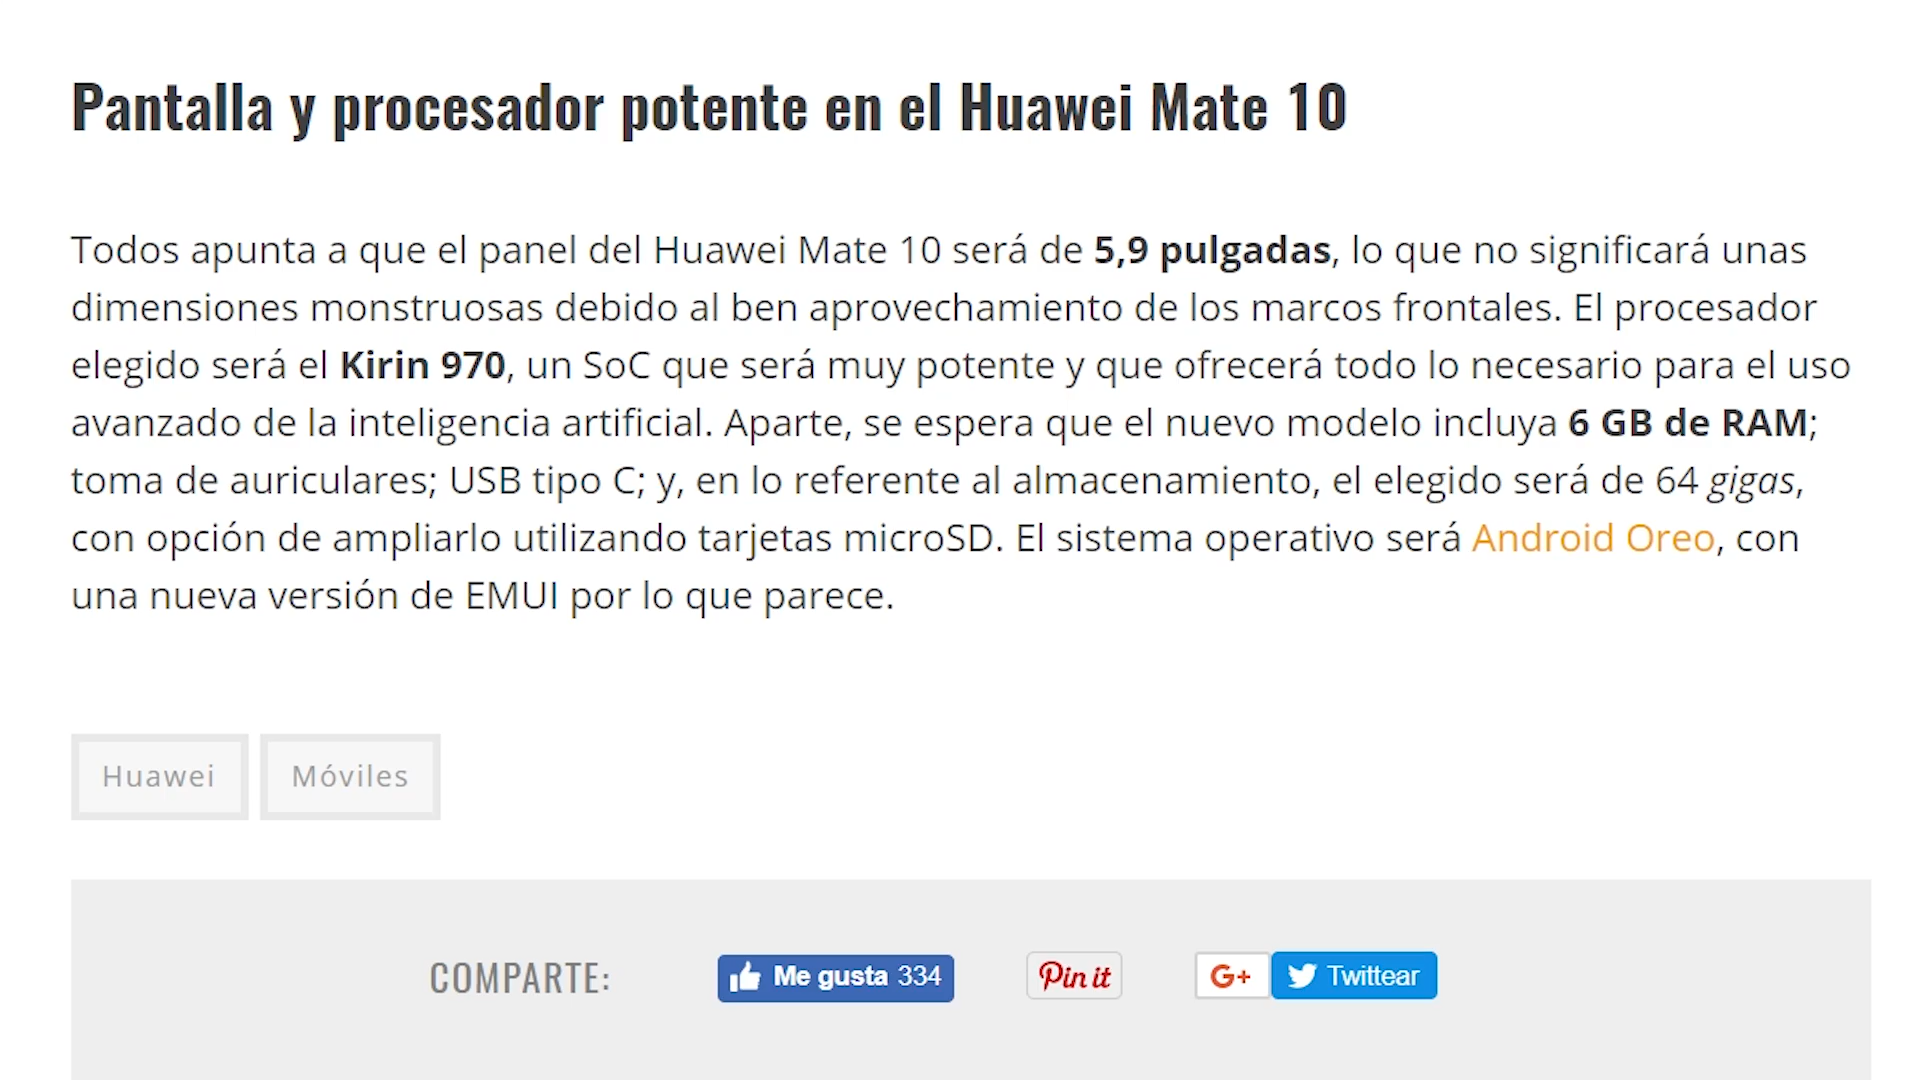 Pantalla y procesador potente en el Huawei Mate 10
Todos apunta a que el panel del Huawei Mate 10 será de 5,9 pulgadas, lo que no significará unas
dimensiones monstruosas debido al ben aprovechamiento de los marcos frontales. El procesador
elegido será el Kirin 970, un SoC que será muy potente y que ofrecerá todo lo necesario para el uso
avanzado de la inteligencia artificial. Aparte, se espera que el nuevo modelo incluya 6 GB de RAM;
toma de auriculares; USB tipo C; y, en lo referente al almacenamiento, el elegido será de 64 gigas,
con opción de ampliarlo utilizando tarjetas microSD. El sistema operativo será Android Oreo, con
una nueva versión de EMUI por lo que parece.
Huawei Móviles
COMPARTE: Me gusta 334 Pin it G+ Twittear